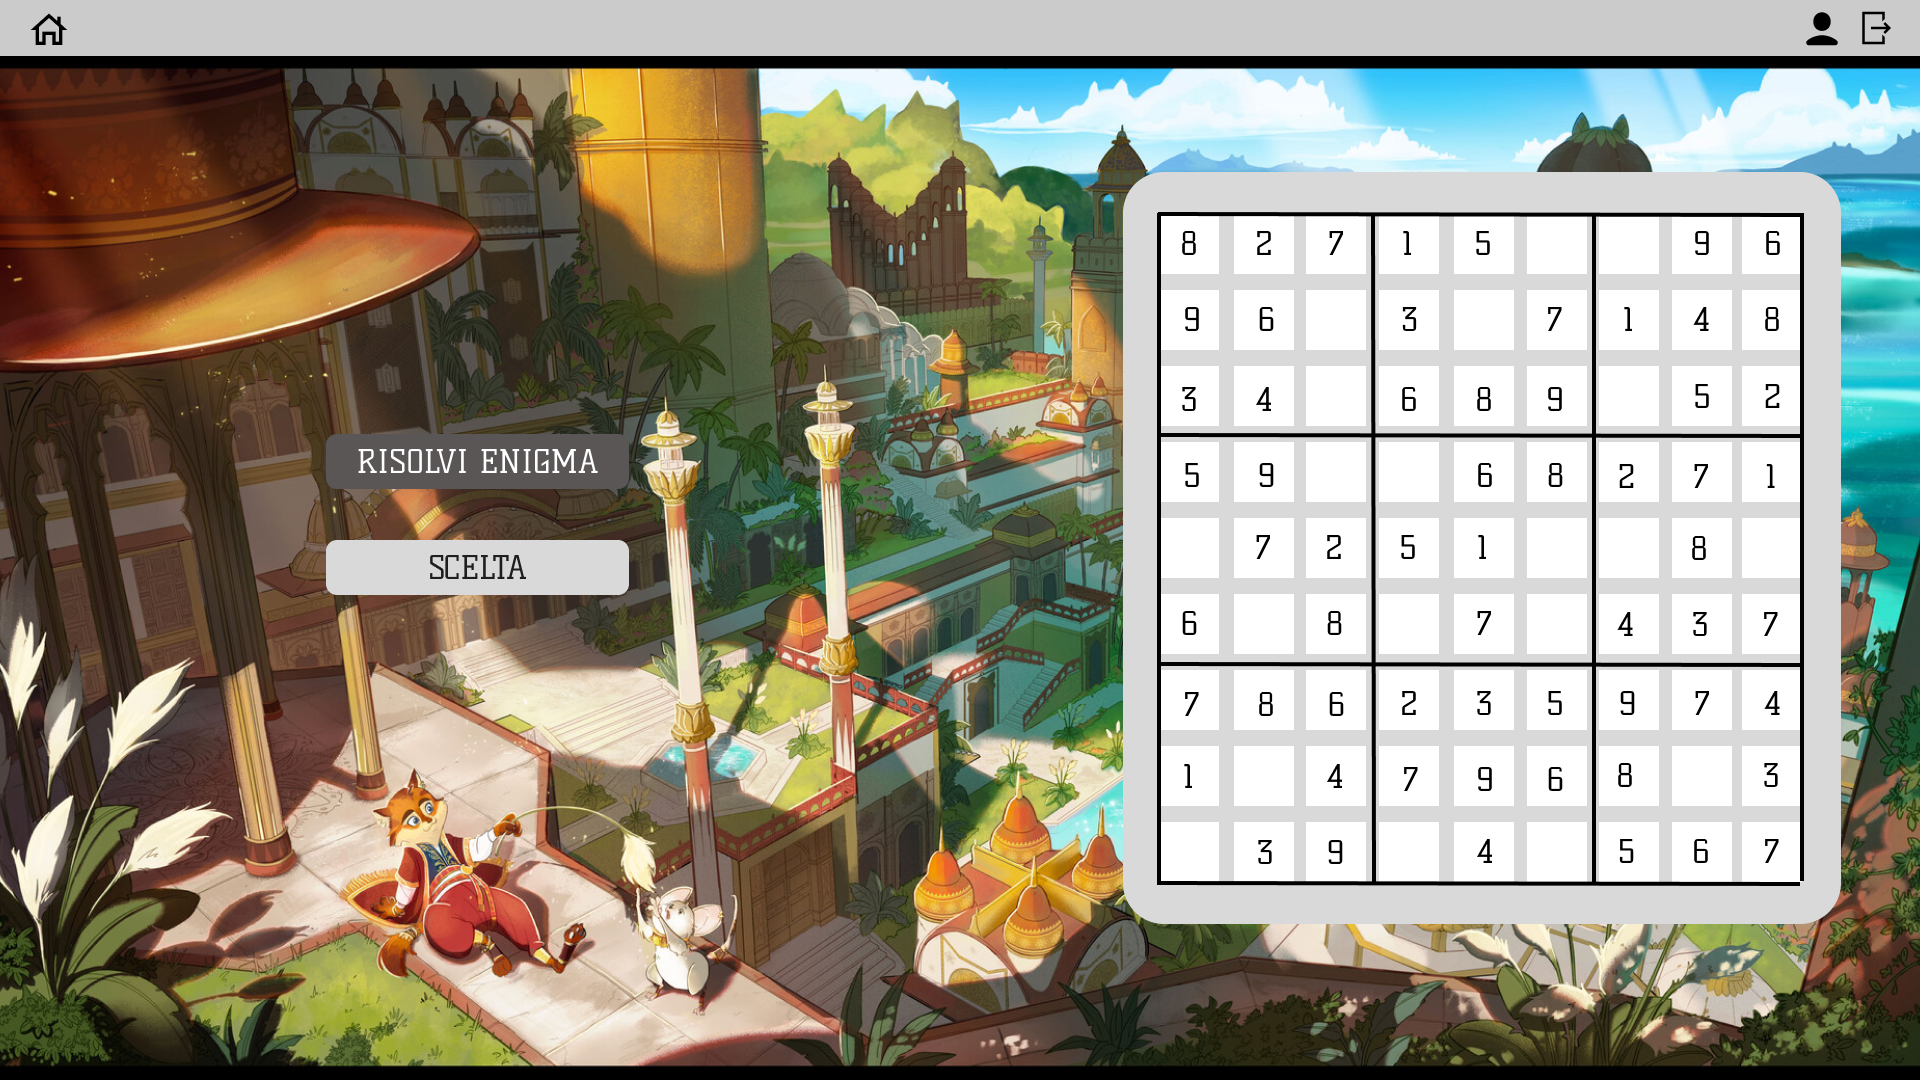 8 2 7 1 5 9 6
9 6 3 7 1 4 8
3 4 6 8 9 5 2
RISOLVI ENIGMA
5 9 6 8 2 7 1
SCELTA
7 2 5 1 8
6 8 7 4 3 7
7 8 6 2 3 5 9 7 4
1 4 7 9 6 8 3
3 9 4 5 6 7